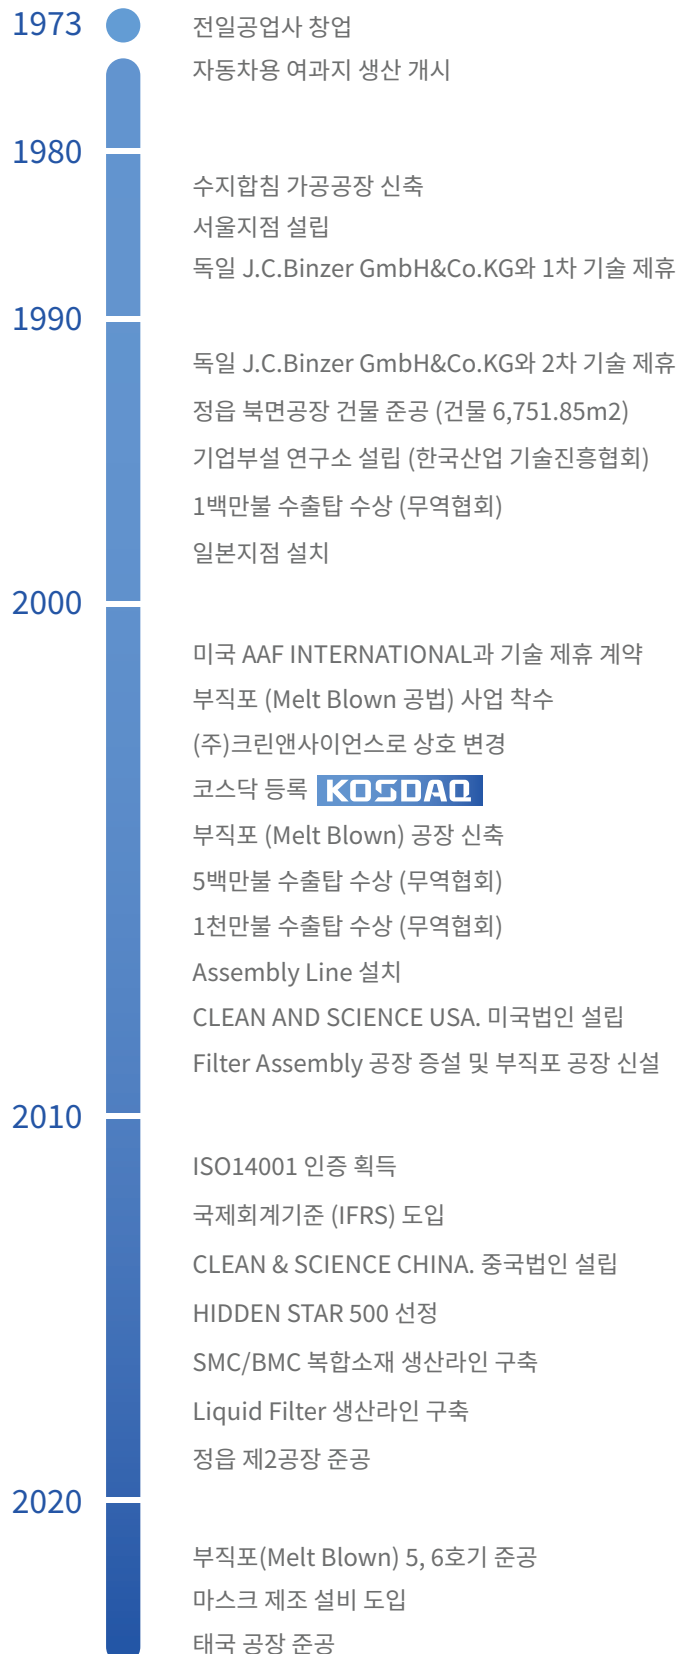 1973
전일공업사 창업
자동차용 여과지 생산 개시
1980
수지합침 가공공장 신축
서울지점 설립
독일 J.C.Binzer GmbH&Co.KG와 1차 기술 제휴
1990
독일 J.C.Binzer GmbH&Co.KG와 2차 기술 제휴
정읍 북면공장 건물 준공 (건물 6,751.85m2)
기업부설 연구소 설립 (한국산업 기술진흥협회)
1백만불 수출탑 수상 (무역협회)
일본지점 설치
2000
미국 AAF INTERNATIONAL과 기술 제휴 계약
부직포 (Melt Blown 공법) 사업 착수
(주)크린앤사이언스로 상호 변경
코스닥 등록 KOSDAQ
부직포 (Melt Blown) 공장 신축
5백만불 수출탑 수상 (무역협회)
1천만불 수출탑 수상 (무역협회)
Assembly Line 설치
CLEAN AND SCIENCE USA. 미국법인 설립
Filter Assembly 공장 증설 및 부직포 공장 신설
2010
ISO14001 인증 획득
국제회계기준 (IFRS) 도입
CLEAN & SCIENCE CHINA. 중국법인 설립
HIDDEN STAR 500 선정
SMC/BMC 복합소재 생산라인 구축
Liquid Filter 생산라인 구축
정읍 제2공장 준공
2020
부직포(Melt Blown) 5, 6호기 준공
마스크 제조 설비 도입
태국 공장 준공